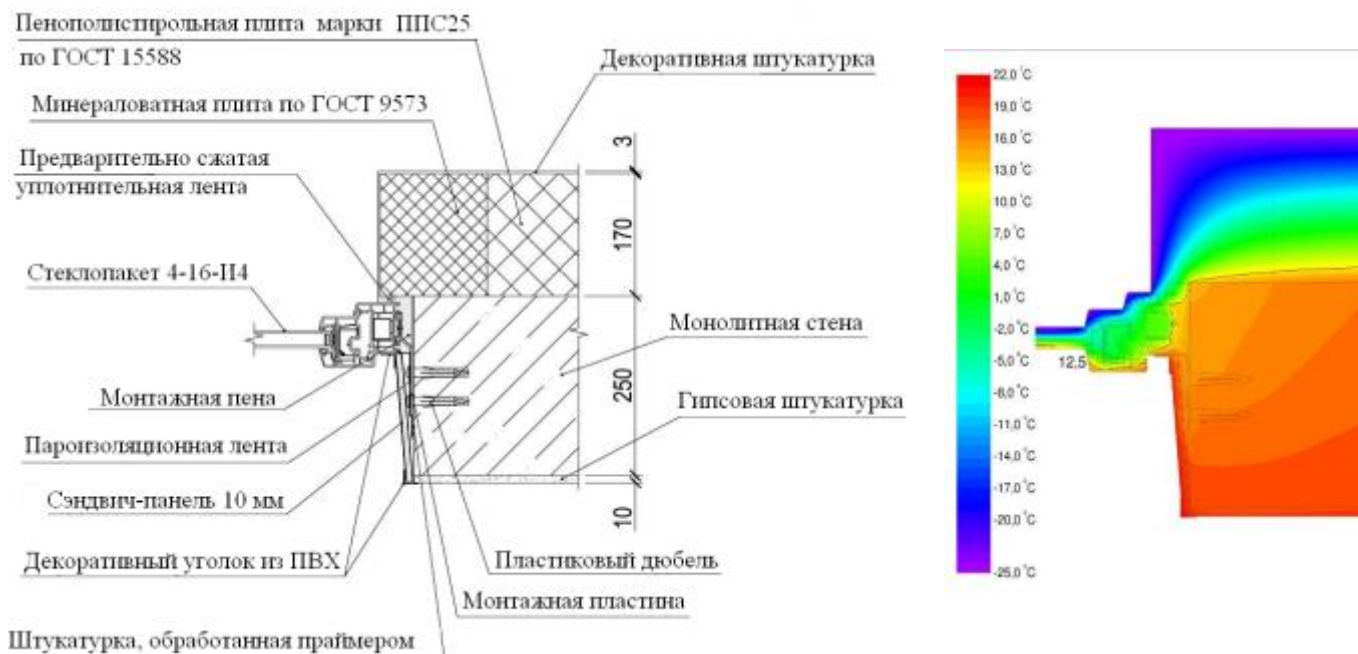 Пенополистирольная плита марки ППС25
по ГОСТ 15588
Декоративная штукатурка
Минераловатная плита по ГОСТ 9573
Предварительно сжатая
уплотнительная лента
Стеклопакет 4-16-И4
Монолитная стена
Монтажная пена
Гипсовая штукатурка
Пароизоляционная лента
Сэндвич-панель 10 мм
Декоративный уголок из ПВХ
Пластиковый дюбель
Монтажная пластина
Штукатурка, обработанная праймером
3
170
250
10
22,0 °C
19,0 °C
16,0 °C
13,0 °C
10,0 °C
7,0 °C
4,0 °C
1,0 °C
-2,0 °C
-5,0 °C
-8,0 °C
-11,0 °C
-14,0 °C
-17,0 °C
-20,0 °C
-25,0 °C
12,5